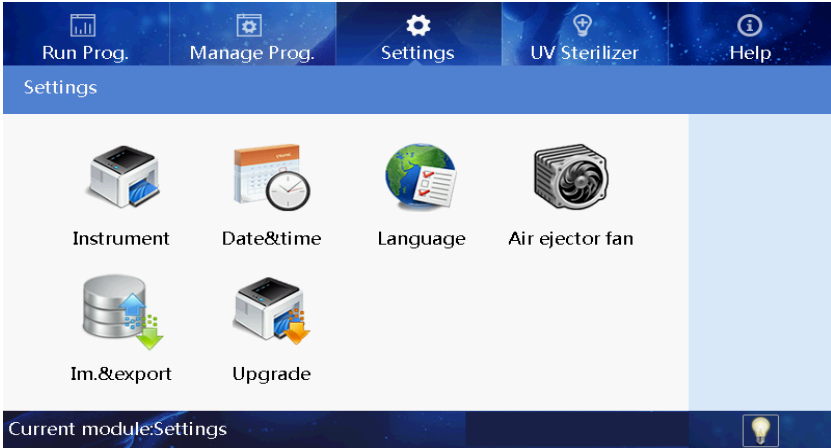 Run Prog.
Manage Prog.
Settings
UV Sterilizer
Help
Settings
Instrument
Date&time
Language
Air ejector fan
Im.&export
Upgrade
Current module:Settings